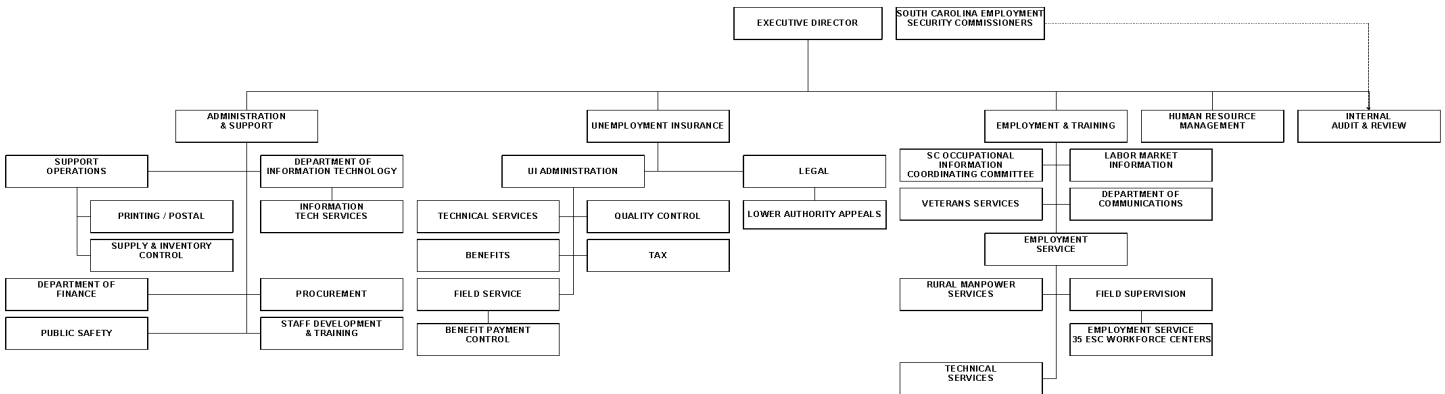 EXECUTIVE DIRECTOR
SOUTH CAROLINA EMPLOYMENT
SECURITY COMMISSIONERS
ADMINISTRATION
& SUPPORT
UNEMPLOYMENT INSURANCE
EMPLOYMENT & TRAINING
HUMAN RESOURCE
MANAGEMENT
INTERNAL
AUDIT & REVIEW
SUPPORT
OPERATIONS
DEPARTMENT OF
INFORMATION TECHNOLOGY
UI ADMINISTRATION
LEGAL
SC OCCUPATIONAL
INFORMATION
COORDINATING COMMITTEE
LABOR MARKET
INFORMATION
PRINTING / POSTAL
INFORMATION
TECH SERVICES
TECHNICAL SERVICES
QUALITY CONTROL
LOWER AUTHORITY APPEALS
VETERANS SERVICES
DEPARTMENT OF
COMMUNICATIONS
SUPPLY & INVENTORY
CONTROL
BENEFITS
TAX
EMPLOYMENT
SERVICE
DEPARTMENT OF
FINANCE
PROCUREMENT
FIELD SERVICE
RURAL MANPOWER
SERVICES
FIELD SUPERVISION
PUBLIC SAFETY
STAFF DEVELOPMENT
& TRAINING
BENEFIT PAYMENT
CONTROL
EMPLOYMENT SERVICE
35 ESC WORKFORCE CENTERS
TECHNICAL
SERVICES